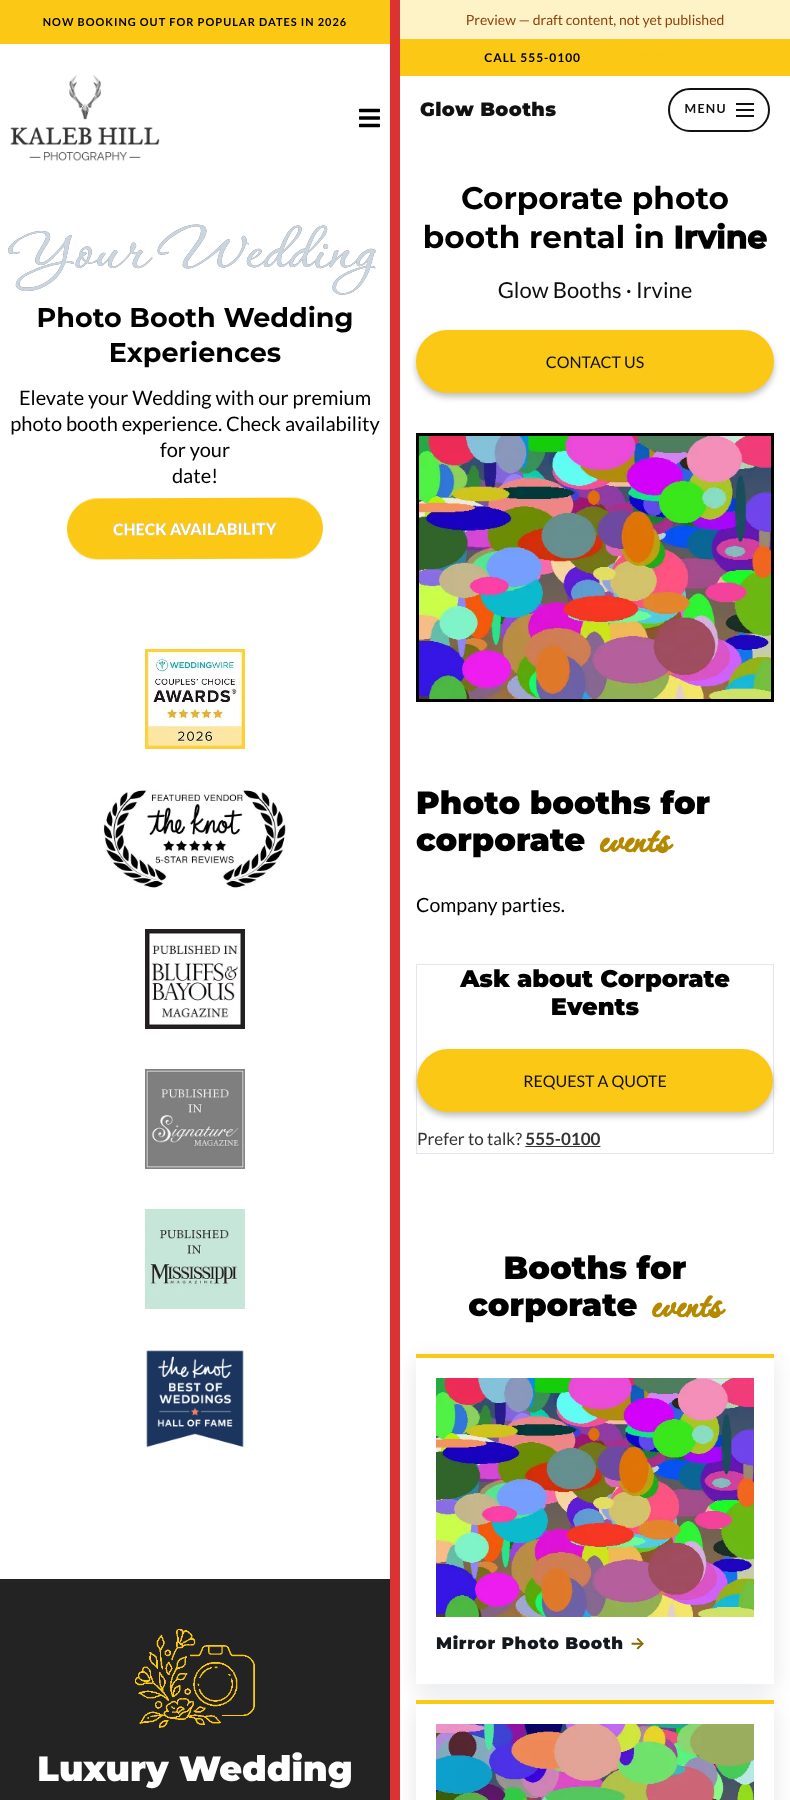 NOW BOOKING OUT FOR POPULAR DATES IN 2026
KALEB HILL
— PHOTOGRAPHY —
Your Wedding
Photo Booth Wedding
Experiences
Elevate your Wedding with our premium
photo booth experience. Check availability
for your
date!
CHECK AVAILABILITY
WEDDINGWIRE
COUPLES' CHOICE
AWARDS®
2026
FEATURED VENDOR
the knot
5-STAR REVIEWS
PUBLISHED IN
BLUFFS&
BAYOUS
MAGAZINE
PUBLISHED
IN
Signature
MAGAZINE
PUBLISHED
IN
MISSISSIPPI
MAGAZINE
the knot
BEST OF
WEDDINGS
HALL OF FAME
Luxury Wedding
Preview — draft content, not yet published
CALL 555-0100
Glow Booths
MENU
Corporate photo
booth rental in Irvine
Glow Booths · Irvine
CONTACT US
Photo booths for
corporate events
Company parties.
Ask about Corporate
Events
REQUEST A QUOTE
Prefer to talk? 555-0100
Booths for
corporate events
Mirror Photo Booth →